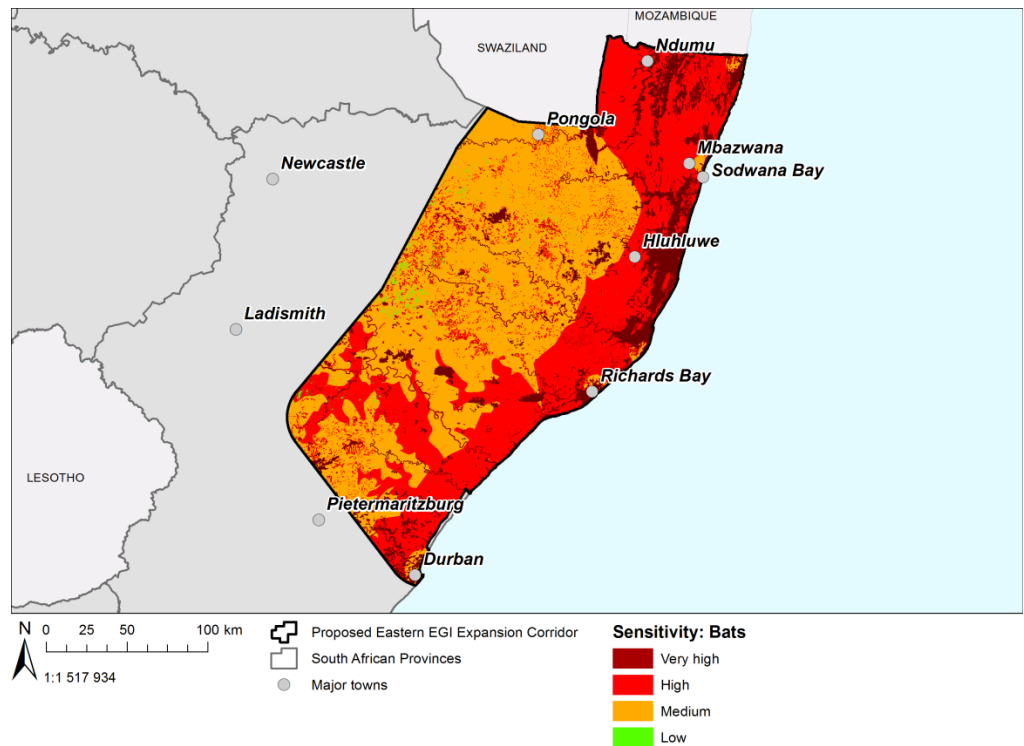 MOZAMBIQUE
SWAZILAND
Ndumu
Pongola
Mbazwana
Newcastle
Sodwana Bay
Hluhluwe
Ladismith
Richards Bay
LESOTHO
Pietermaritzburg
Durban
N
0 25 50 100 km
1:1 517 934
Proposed Eastern EGI Expansion Corridor
South African Provinces
Major towns
Sensitivity: Bats
Very high
High
Medium
Low